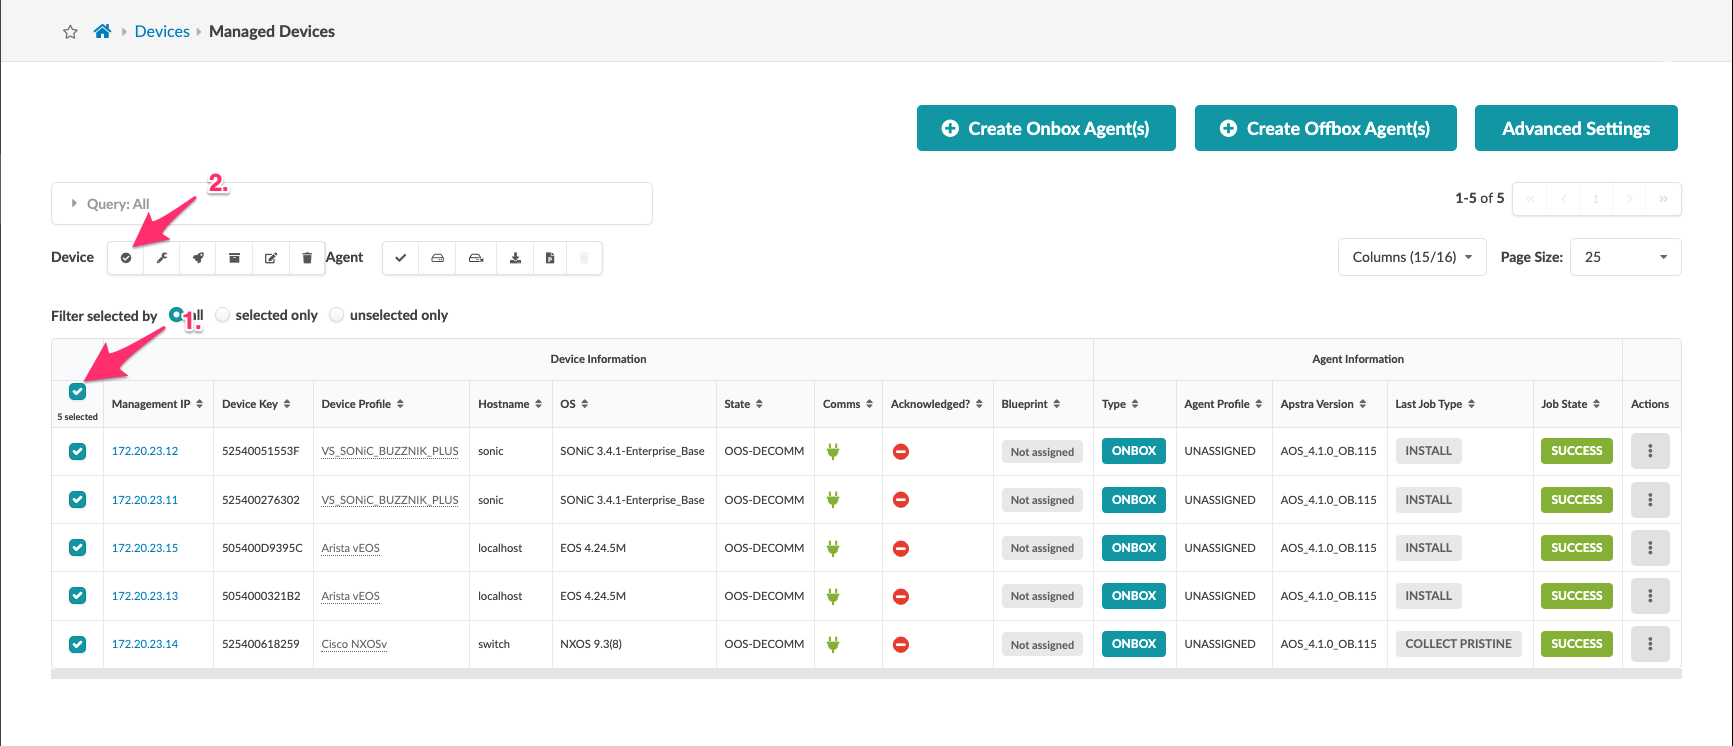 Devices Managed Devices
Create Onbox Agent(s) Create Offbox Agent(s) Advanced Settings
2.
Query: All
1-5 of 5 « < 1 > »
Device Agent Columns (15/16) Page Size: 25
Filter selected by all selected only unselected only
1.
Device Information Agent Information
5 selected Management IP Device Key Device Profile Hostname OS State Comms Acknowledged? Blueprint Type Agent Profile Apstra Version Last Job Type Job State Actions
172.20.23.12 52540051553F VS_SONiC_BUZZNIK_PLUS sonic SONiC 3.4.1-Enterprise_Base OOS-DECOMM Not assigned ONBOX UNASSIGNED AOS_4.1.0_OB.115 INSTALL SUCCESS
172.20.23.11 525400276302 VS_SONiC_BUZZNIK_PLUS sonic SONiC 3.4.1-Enterprise_Base OOS-DECOMM Not assigned ONBOX UNASSIGNED AOS_4.1.0_OB.115 INSTALL SUCCESS
172.20.23.15 505400D9395C Arista vEOS localhost EOS 4.24.5M OOS-DECOMM Not assigned ONBOX UNASSIGNED AOS_4.1.0_OB.115 INSTALL SUCCESS
172.20.23.13 5054000321B2 Arista vEOS localhost EOS 4.24.5M OOS-DECOMM Not assigned ONBOX UNASSIGNED AOS_4.1.0_OB.115 INSTALL SUCCESS
172.20.23.14 525400618259 Cisco NXOSv switch NXOS 9.3(8) OOS-DECOMM Not assigned ONBOX UNASSIGNED AOS_4.1.0_OB.115 COLLECT PRISTINE SUCCESS